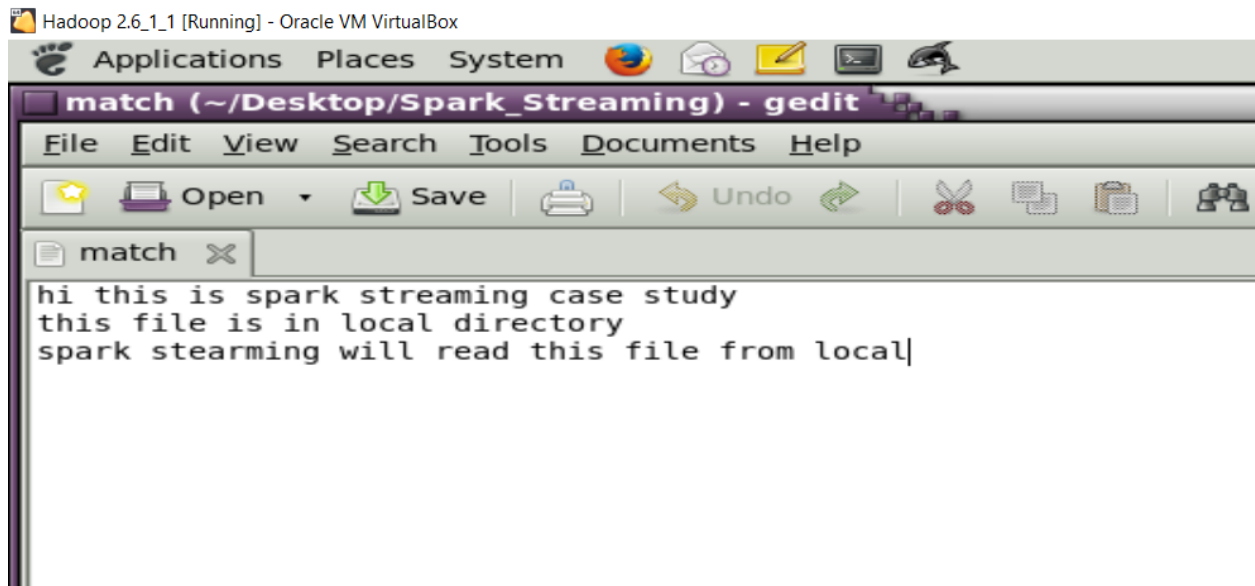 Hadoop 2.6_1_1 [Running] - Oracle VM VirtualBox
Applications Places System
match (~/Desktop/Spark_Streaming) - gedit
File Edit View Search Tools Documents Help
Open Save Undo
match
hi this is spark streaming case study
this file is in local directory
spark stearming will read this file from local